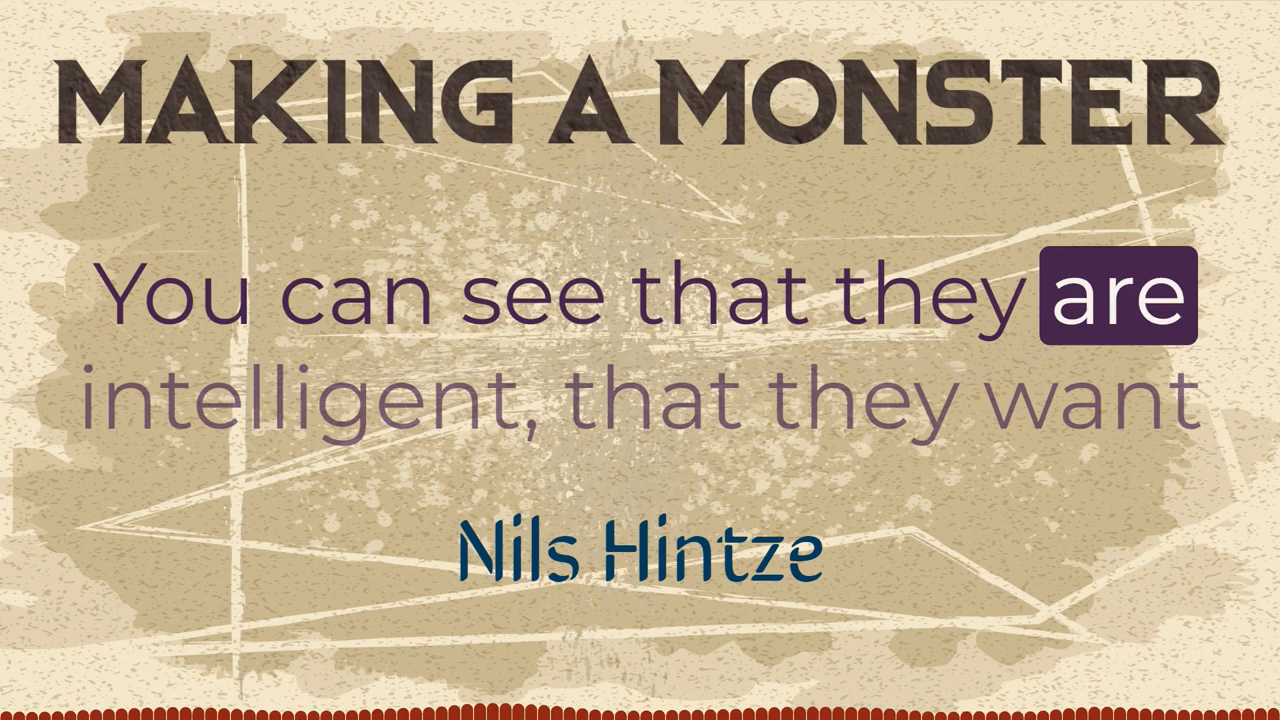 MAKING A MONSTER
You can see that they are
intelligent, that they want
Nils Hintze